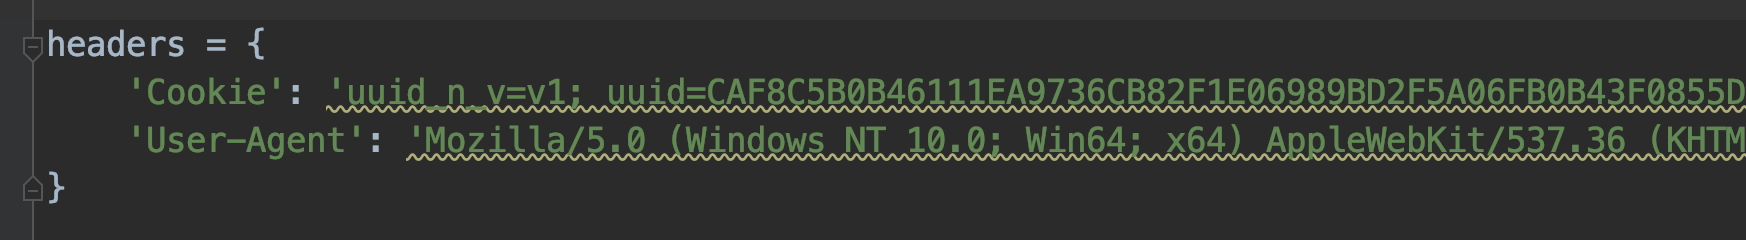 headers = {
    'Cookie': 'uuid_n_v=v1; uuid=CAF8C5B0B46111EA9736CB82F1E06989BD2F5A06FB0B43F0855D
    'User-Agent': 'Mozilla/5.0 (Windows NT 10.0; Win64; x64) AppleWebKit/537.36 (KHTM
}